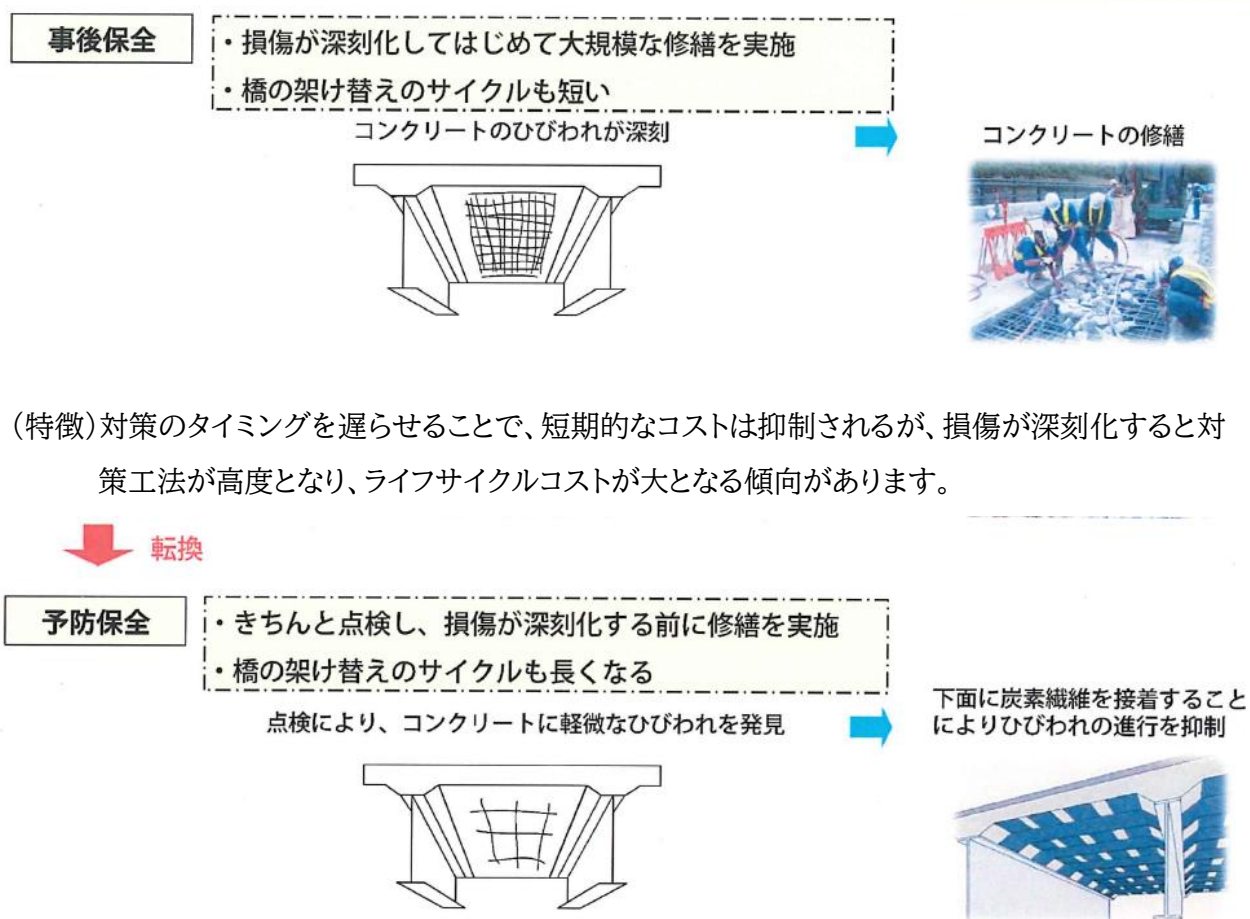 事後保全
・損傷が深刻化してはじめて大規模な修繕を実施
・橋の架け替えのサイクルも短い
コンクリートのひびわれが深刻
コンクリートの修繕
（特徴）対策のタイミングを遅らせることで、短期的なコストは抑制されるが、損傷が深刻化すると対
策工法が高度となり、ライフサイクルコストが大となる傾向があります。
転換
予防保全
・きちんと点検し、損傷が深刻化する前に修繕を実施
・橋の架け替えのサイクルも長くなる
点検により、コンクリートに軽微なひびわれを発見
下面に炭素繊維を接着すること
によりひびわれの進行を抑制